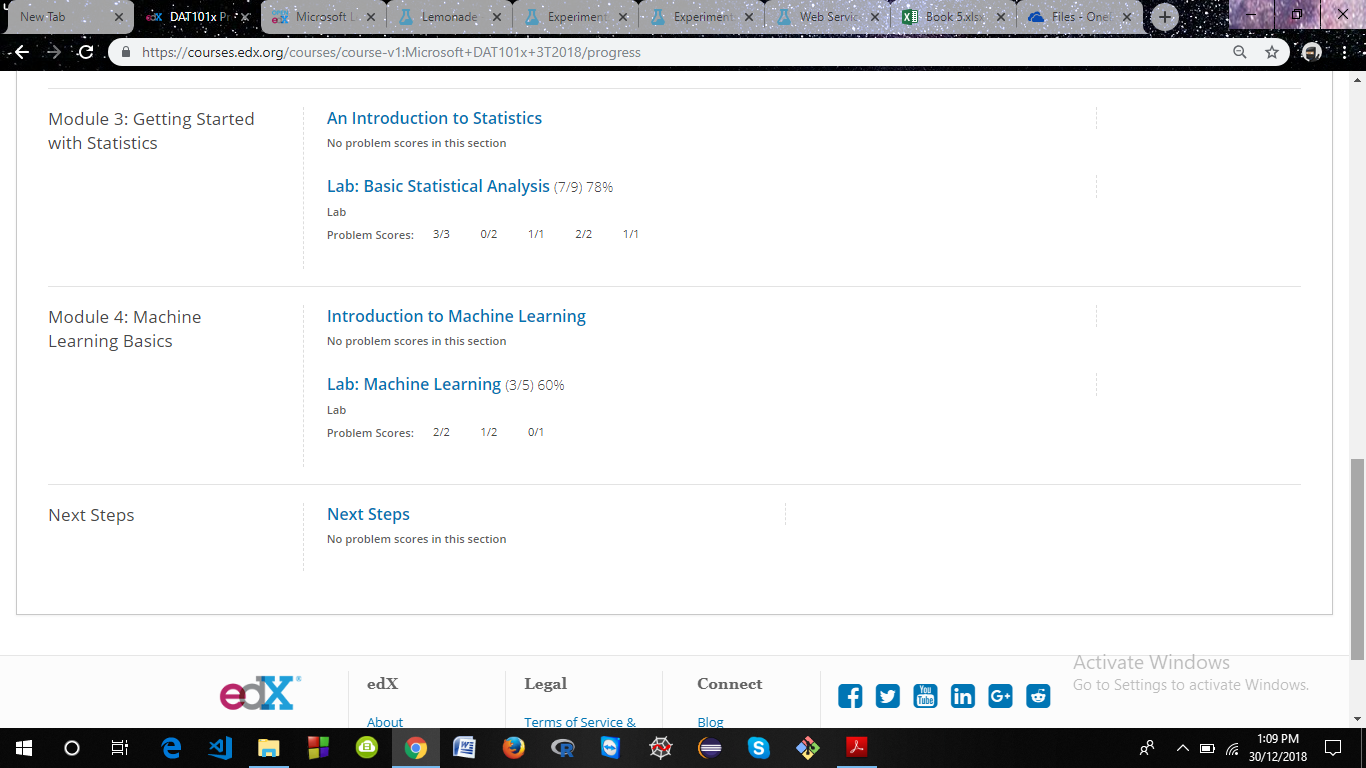 New Tab
DAT101x Pr
Microsoft L
Lemonade
Experiment
Experiment
Web Servic
Book 5.xlsx
Files - OneI
https://courses.edx.org/courses/course-v1:Microsoft+DAT101x+3T2018/progress
Module 3: Getting Started
with Statistics
An Introduction to Statistics
No problem scores in this section
Lab: Basic Statistical Analysis (7/9) 78%
Lab
Problem Scores: 3/3 0/2 1/1 2/2 1/1
Module 4: Machine
Learning Basics
Introduction to Machine Learning
No problem scores in this section
Lab: Machine Learning (3/5) 60%
Lab
Problem Scores: 2/2 1/2 0/1
Next Steps
Next Steps
No problem scores in this section
edX
edX
About
Legal
Terms of Service &
Connect
Blog
You
Tube
in
G+
Activate Windows
Go to Settings to activate Windows.
1:09 PM
30/12/2018